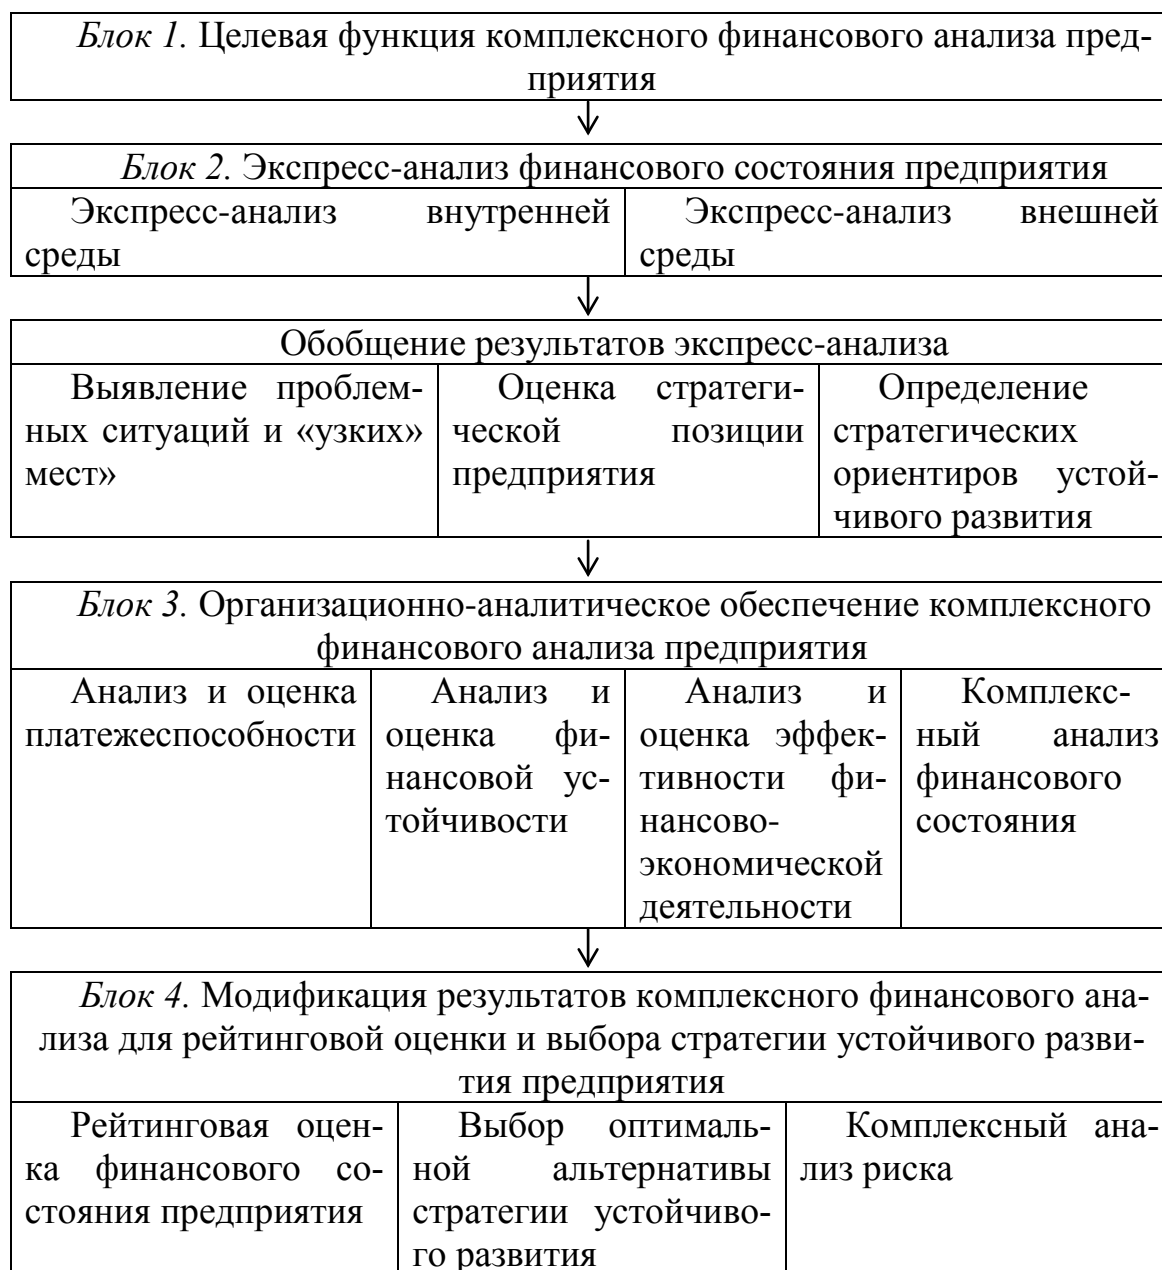 Блок 1. Целевая функция комплексного финансового анализа пред-
приятия
Блок 2. Экспресс-анализ финансового состояния предприятия
Экспресс-анализ внутренней
среды
Экспресс-анализ внешней
среды
Обобщение результатов экспресс-анализа
Выявление проблем-
ных ситуаций и «узких»
мест»
Оценка стратеги-
ческой позиции
предприятия
Определение
стратегических
ориентиров устой-
чивого развития
Блок 3. Организационно-аналитическое обеспечение комплексного
финансового анализа предприятия
Анализ и оценка
платежеспособности
Анализ и
оценка фи-
нансовой ус-
тойчивости
Анализ и
оценка эффек-
тивности фи-
нансово-
экономической
деятельности
Комплекс-
ный анализ
финансового
состояния
Блок 4. Модификация результатов комплексного финансового ана-
лиза для рейтинговой оценки и выбора стратегии устойчивого разви-
тия предприятия
Рейтинговая оцен-
ка финансового со-
стояния предприятия
Выбор оптималь-
ной альтернативы
стратегии устойчиво-
го развития
Комплексный ана-
лиз риска